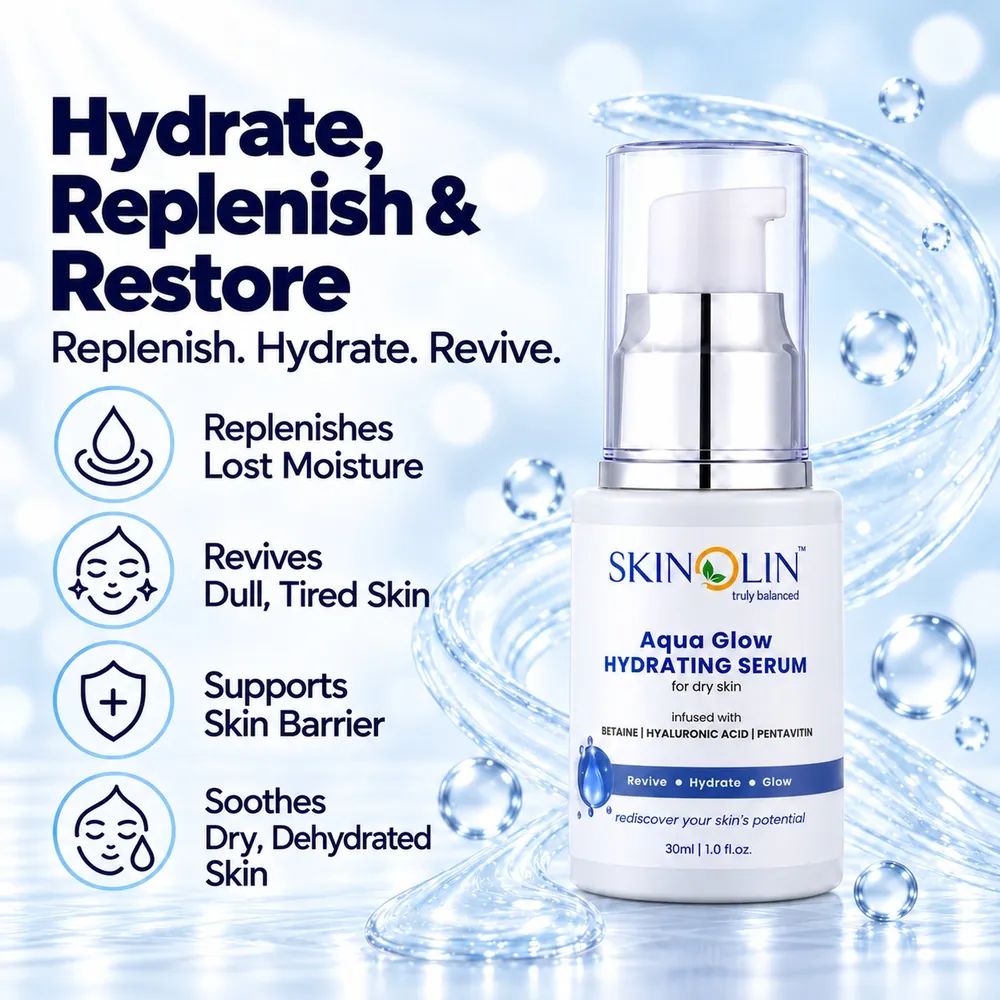 Hydrate,
Replenish &
Restore
Replenish. Hydrate. Revive.
Replenishes
Lost Moisture
Revives
Dull, Tired Skin
Supports
Skin Barrier
Soothes
Dry, Dehydrated
Skin
SKINOLIN™
truly balanced
Aqua Glow
HYDRATING SERUM
for dry skin
infused with
BETAINE | HYALURONIC ACID | PENTAVITIN
Revive • Hydrate • Glow
rediscover your skin's potential
30ml | 1.0 fl.oz.